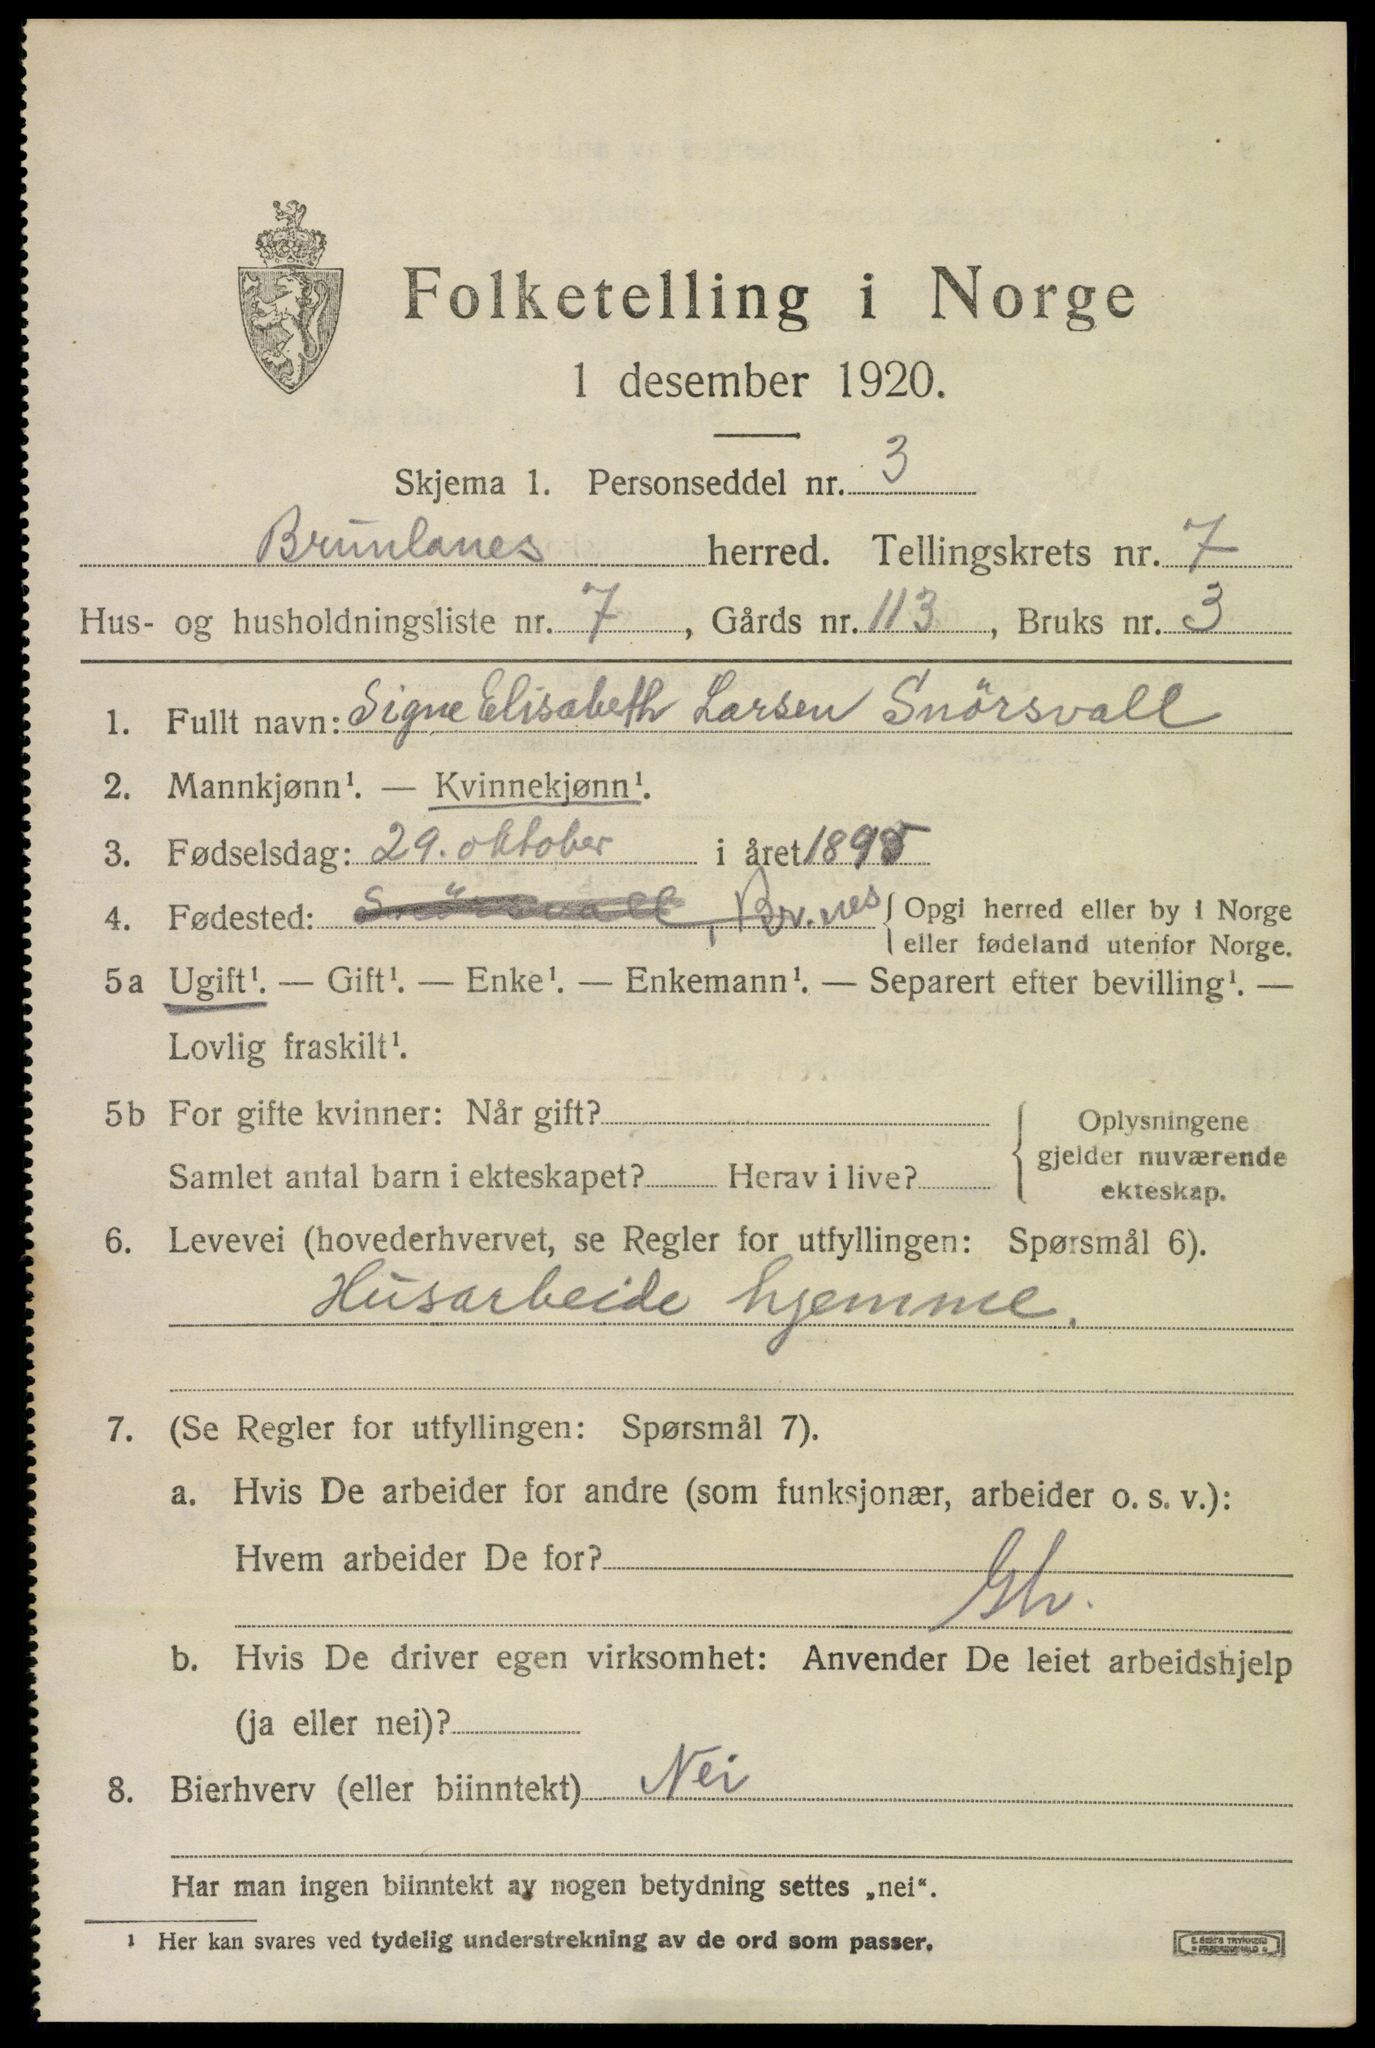 Folketelling i Norge
1 desember 1920.
Skjema 1. Personseddel nr. 3
Brunlanes herred. Tellingskrets nr. 7
Hus- og husholdningsliste nr. 7, Gårds nr. 113, Bruks nr. 3
1. Fullt navn: Signe Elisabeth Larsen Snörsvall
2. Mannkjønn¹. — Kvinnekjønn¹.
3. Fødselsdag: 29. oktober i året 1895
4. Fødested: Snörsvall, Br.nes { Opgi herred eller by i Norge
eller fødeland utenfor Norge.
5a Ugift¹. — Gift¹. — Enke¹. — Enkemann¹. — Separert efter bevilling¹. —
Lovlig fraskilt¹.
5b For gifte kvinner: Når gift? { Oplysningene
gjelder nuværende
Samlet antal barn i ekteskapet? Herav i live?
ekteskap.
6. Levevei (hovederhvervet, se Regler for utfyllingen: Spørsmål 6).
Husarbeide hjemme.
7. (Se Regler for utfyllingen: Spørsmål 7).
a. Hvis De arbeider for andre (som funksjonær, arbeider o. s. v.):
Hvem arbeider De for?
b. Hvis De driver egen virksomhet: Anvender De leiet arbeidshjelp
(ja eller nei)?
8. Bierhverv (eller biinntekt) Nei
Har man ingen biinntekt av nogen betydning settes „nei“.
¹ Her kan svares ved tydelig understrekning av de ord som passer.